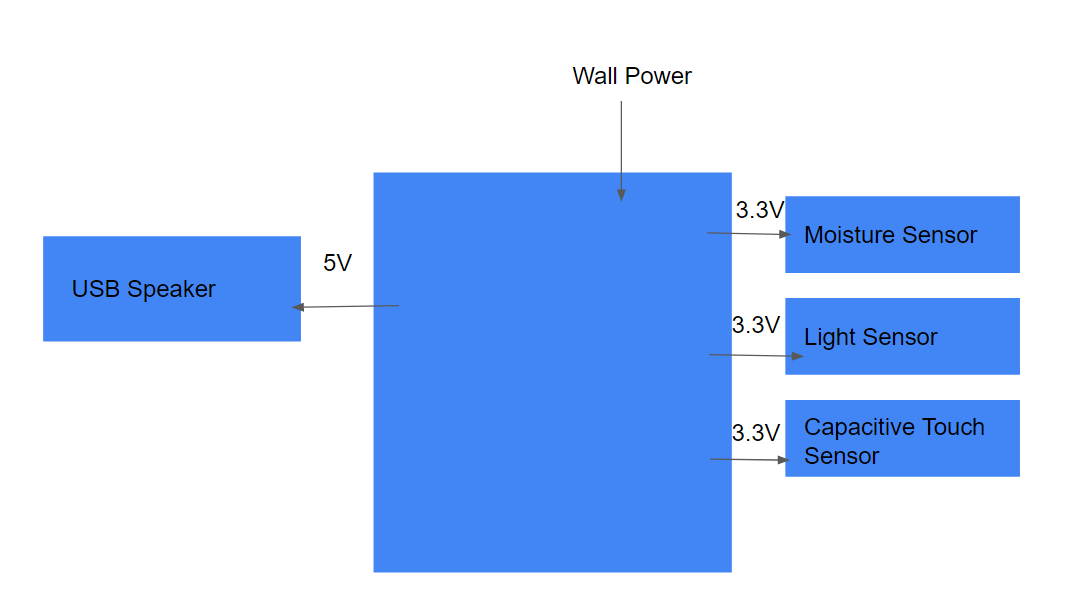 Wall Power
3.3V
Moisture Sensor
5V
USB Speaker
3.3V
Light Sensor
3.3V
Capacitive Touch
Sensor